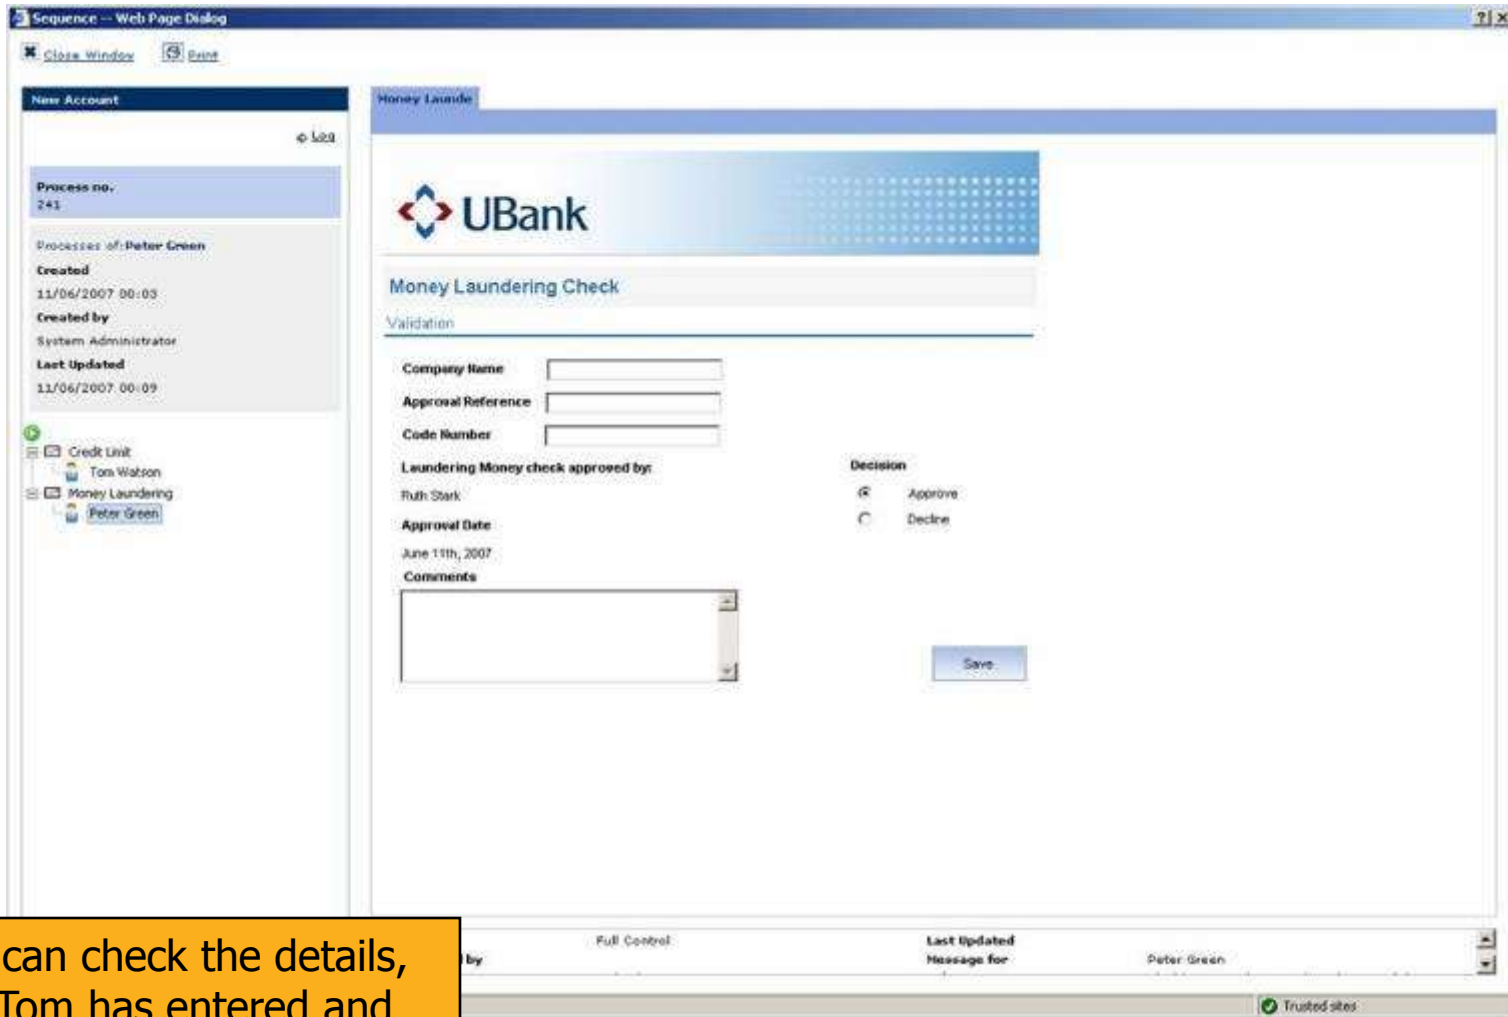 Sequence -- Web Page Dialog
Close Window Print
New Account
Log
Process no.
241
Processes of: Peter Green
Created
11/06/2007 00:03
Created by
System Administrator
Last Updated
11/06/2007 00:09
Credit Limit
Tom Watson
Money Laundering
Peter Green
Money Launde
UBank
Money Laundering Check
Validation
Company Name
Approval Reference
Code Number
Laundering Money check approved by:
Ruth Stark
Approval Date
June 11th, 2007
Comments
Decision
Approve
Decline
Save
Full Control
Last Updated
by
Message for
Peter Green
Trusted sites
can check the details,
Tom has entered and